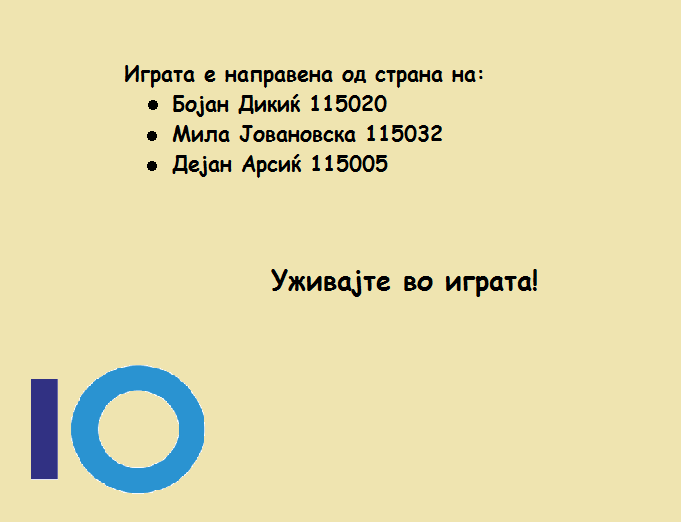 Играта е направена од страна на:
• Бојан Дикиќ 115020
• Мила Јовановска 115032
• Дејан Арсиќ 115005
Уживајте во играта!
IO